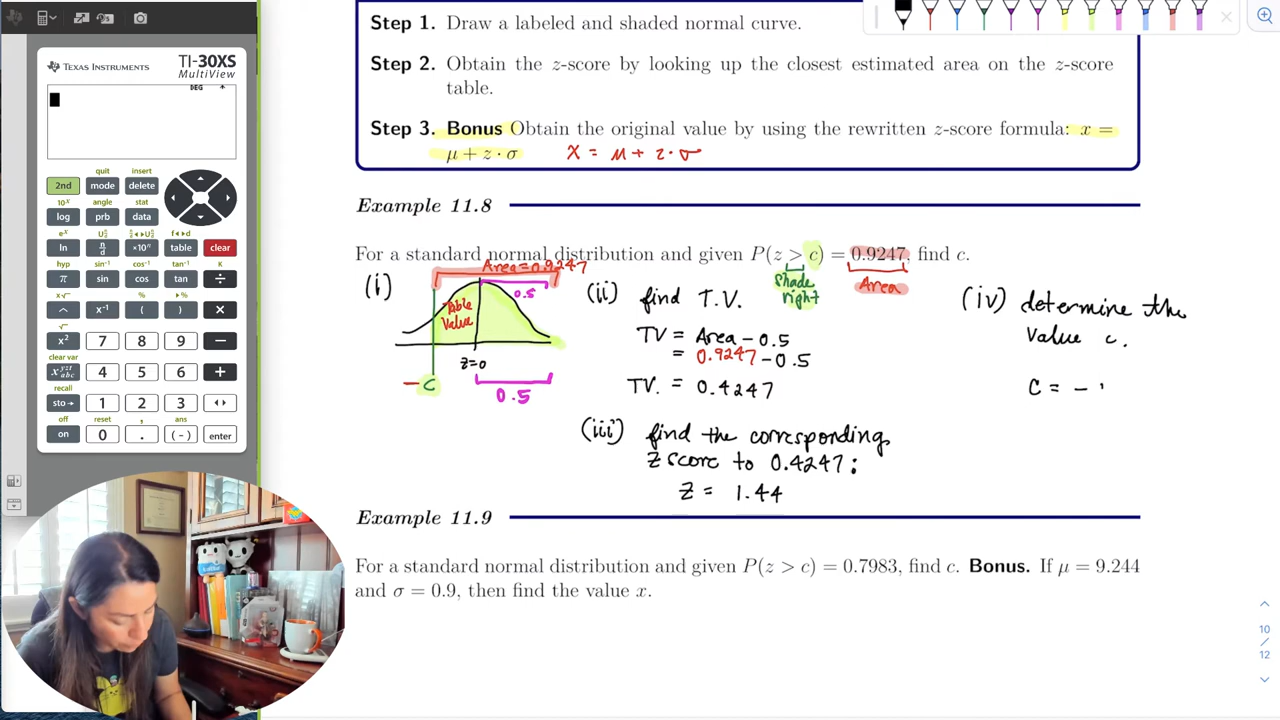 Step 1. Draw a labeled and shaded normal curve.
Step 2. Obtain the z-score by looking up the closest estimated area on the z-score
table.
Step 3. Bonus Obtain the original value by using the rewritten z-score formula: x =
μ + z · σ
X = μ + z · σ
Example 11.8
For a standard normal distribution and given P(z > c) = 0.9247, find c.
shade
right
Area
(i)
Area = 0.9247
0.5
Table
Value
z=0
- c
0.5
(ii) find T.V.
TV = Area - 0.5
= 0.9247 - 0.5
TV. = 0.4247
(iii) find the corresponding
z score to 0.4247:
Z = 1.44
(iv) determine the
value c.
C = -
Example 11.9
For a standard normal distribution and given P(z > c) = 0.7983, find c. Bonus. If μ = 9.244
and σ = 0.9, then find the value x.
10
/
12
TEXAS INSTRUMENTS
TI-30XS
MultiView
DEG
quit insert
2nd mode delete
10ˣ angle stat
log prb data
eˣ U n/d f◄►D
ln n/d ×10ⁿ table clear
hyp sin⁻¹ cos⁻¹ tan⁻¹ K
π sin cos tan ÷
x√ % ►%
^ x⁻¹ ( ) ×
√
x² 7 8 9 −
clear var
xyzt abc 4 5 6 +
recall
sto→ 1 2 3 ◄►
off reset , ans
on 0 . (-) enter